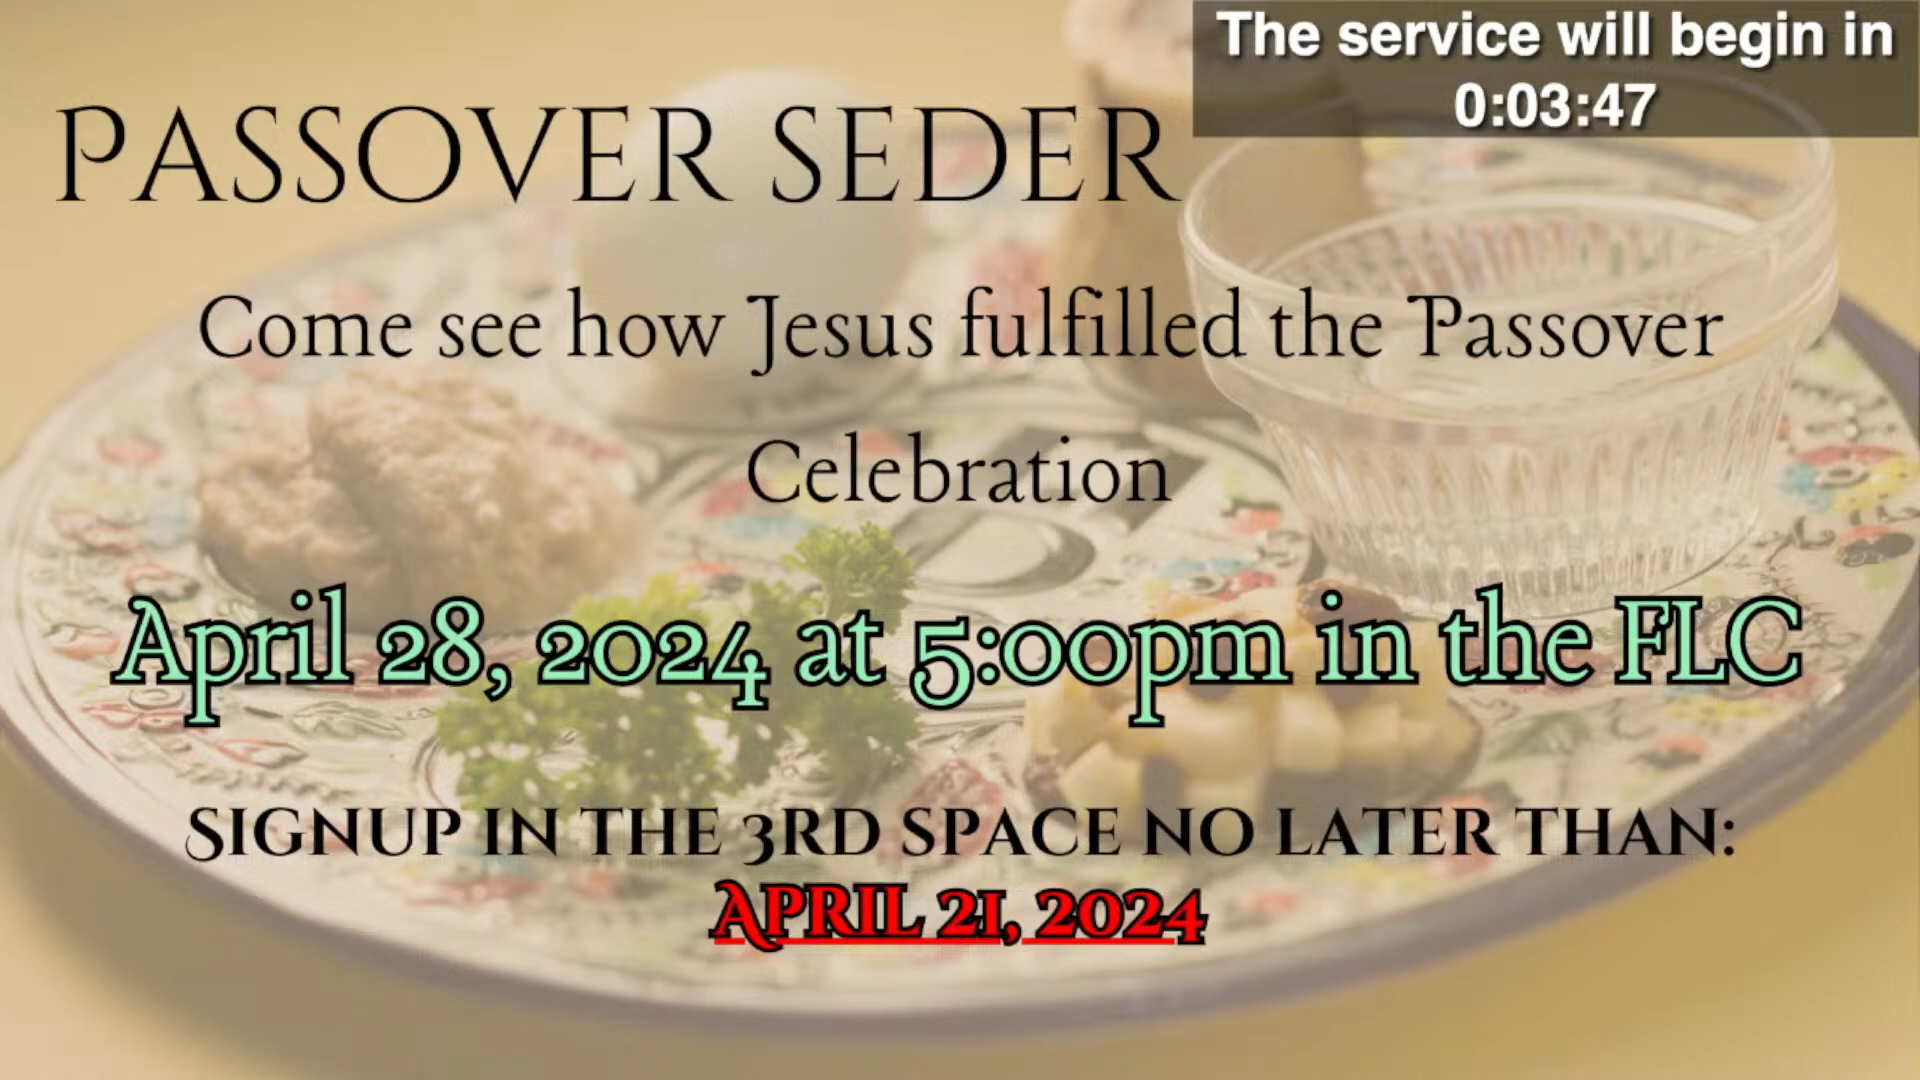 The service will begin in
0:03:47
PASSOVER SEDER
Come see how Jesus fulfilled the Passover
Celebration
April 28, 2024 at 5:00pm in the FLC
SIGNUP IN THE 3RD SPACE NO LATER THAN:
APRIL 21, 2024